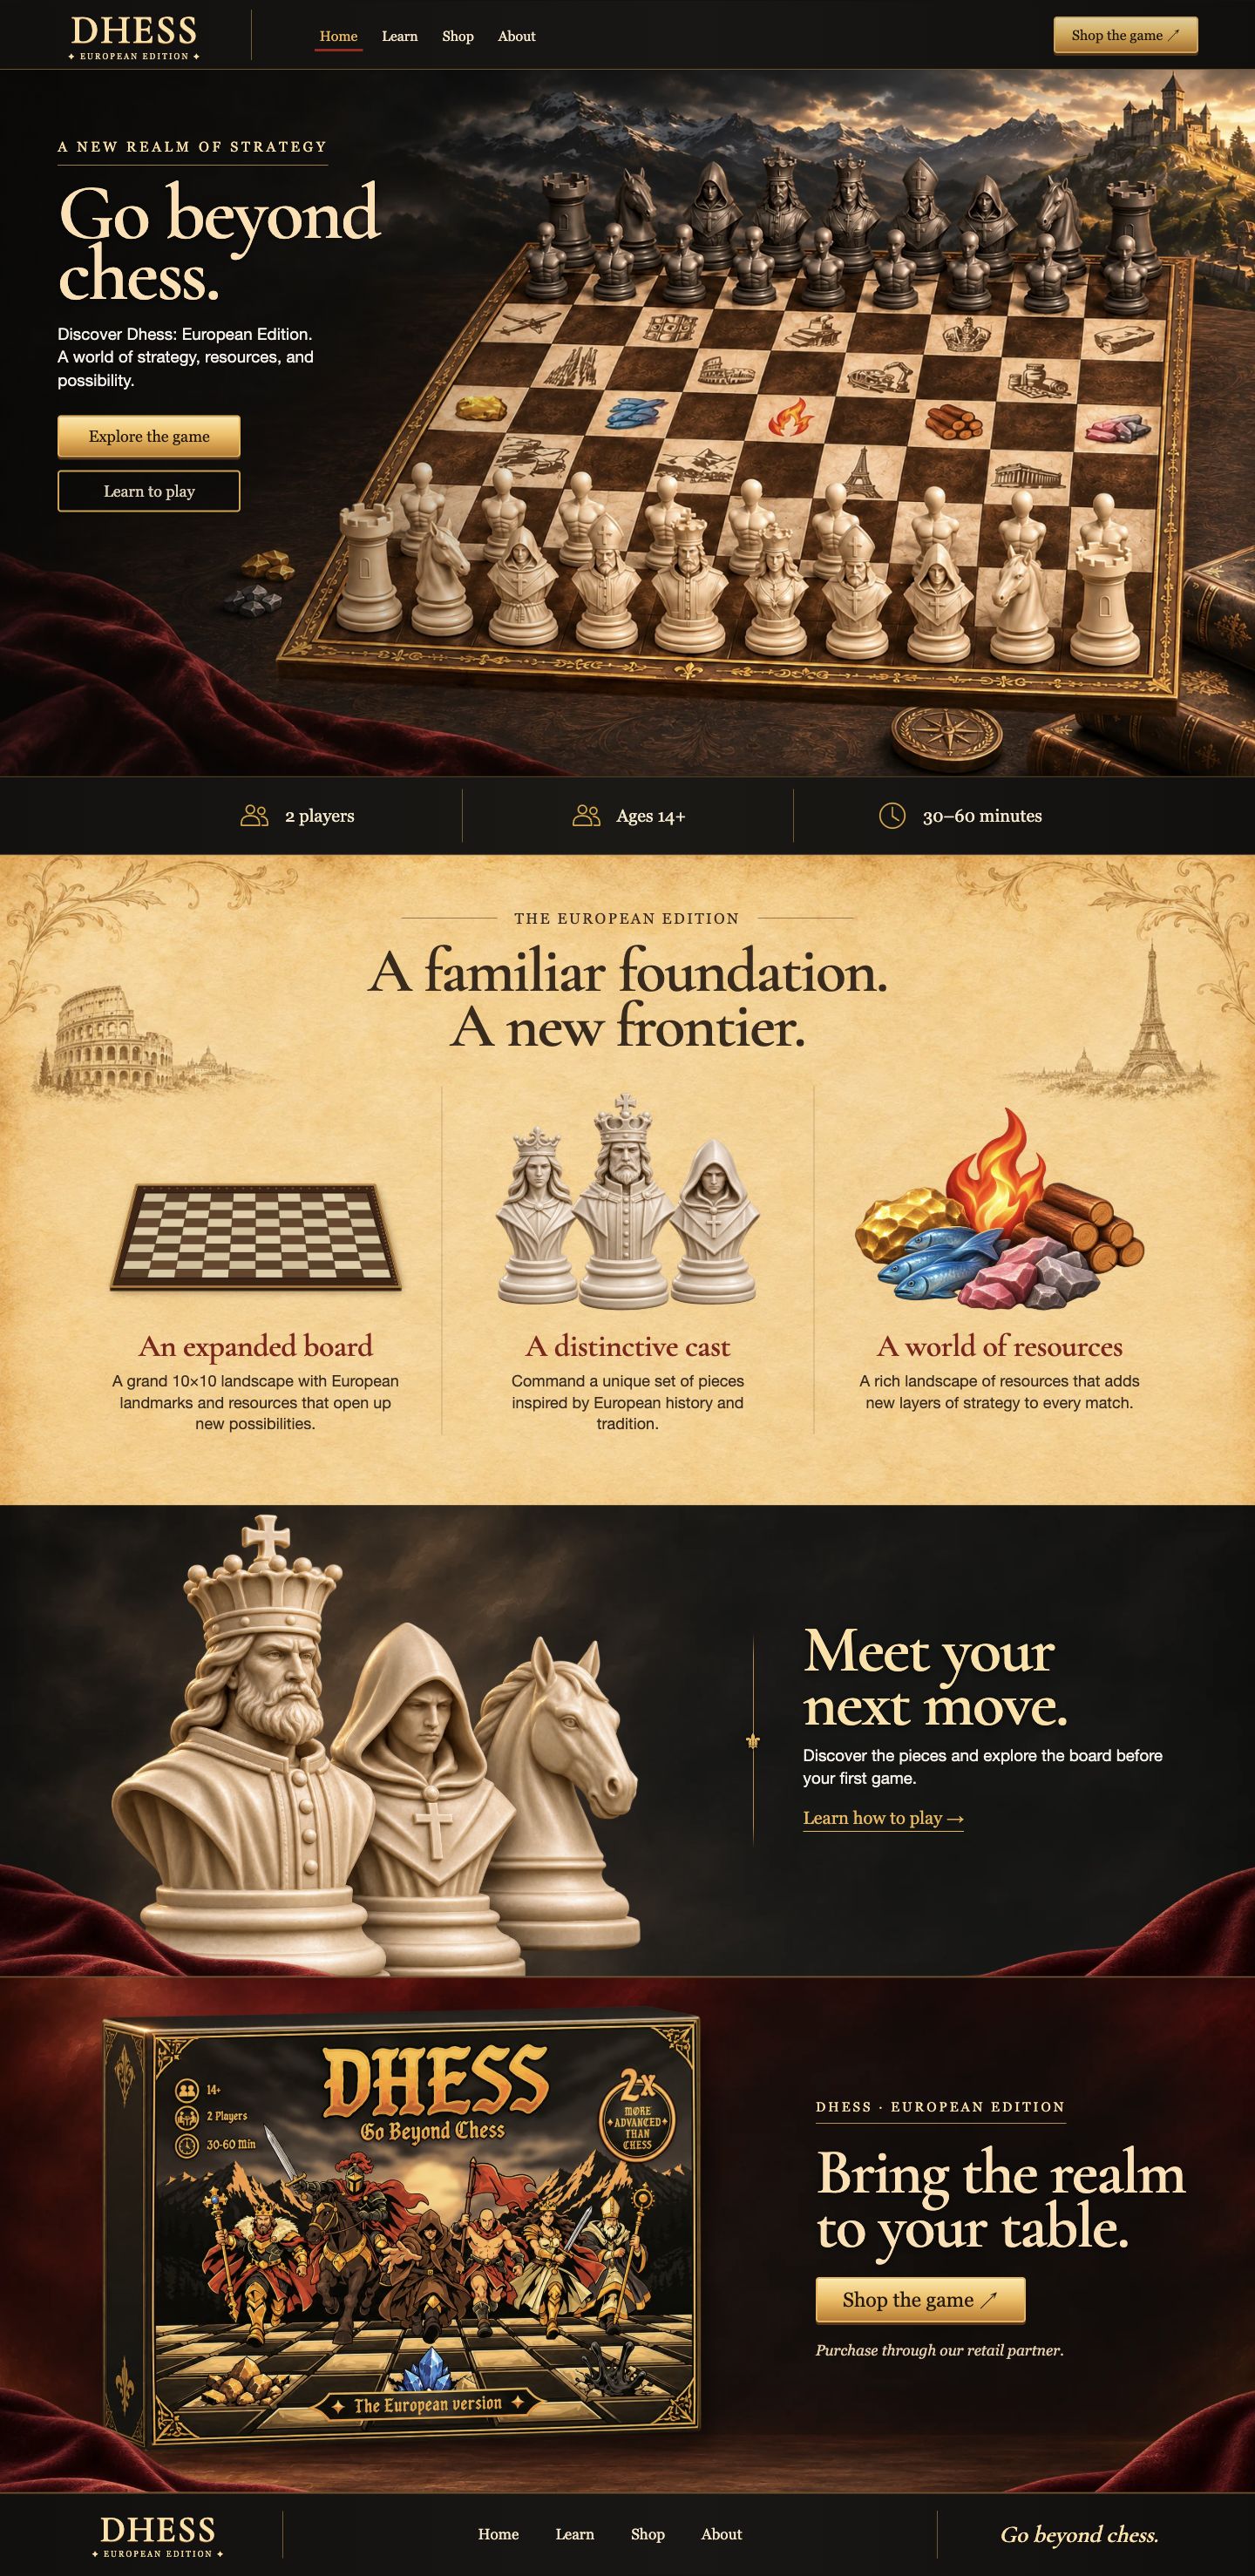 DHESS
✦ EUROPEAN EDITION ✦
Home
Learn
Shop
About
Shop the game ↗
A NEW REALM OF STRATEGY
Go beyond
chess.
Discover Dhess: European Edition.
A world of strategy, resources, and
possibility.
Explore the game
Learn to play
2 players
Ages 14+
30–60 minutes
THE EUROPEAN EDITION
A familiar foundation.
A new frontier.
An expanded board
A grand 10×10 landscape with European
landmarks and resources that open up
new possibilities.
A distinctive cast
Command a unique set of pieces
inspired by European history and
tradition.
A world of resources
A rich landscape of resources that adds
new layers of strategy to every match.
Meet your
next move.
Discover the pieces and explore the board before
your first game.
Learn how to play →
DHESS
Go Beyond Chess
14+
2 Players
30-60 Min
2x
MORE
✦ADVANCED✦
THAN
CHESS
✦ The European version ✦
DHESS · EUROPEAN EDITION
Bring the realm
to your table.
Shop the game ↗
Purchase through our retail partner.
DHESS
✦ EUROPEAN EDITION ✦
Home
Learn
Shop
About
Go beyond chess.